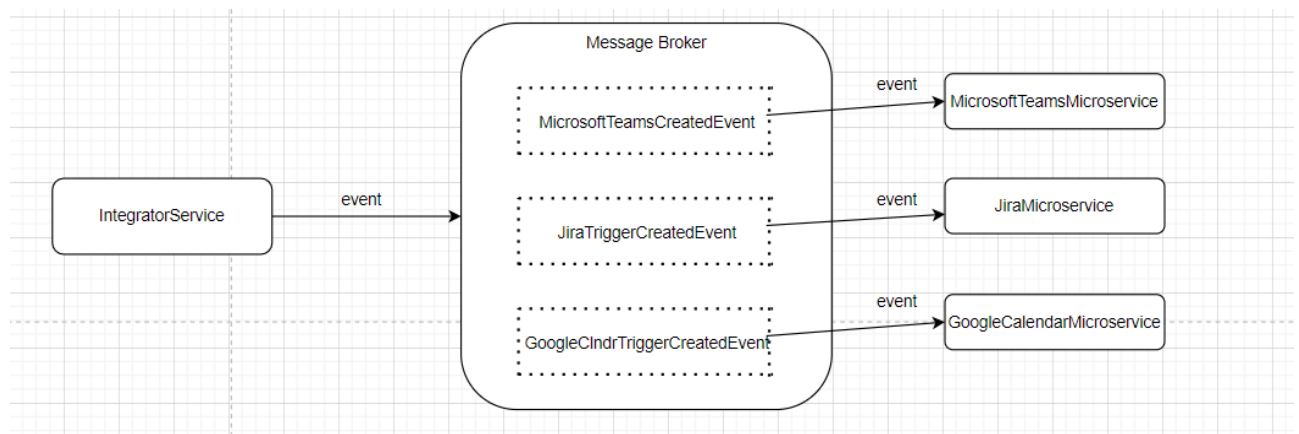 Message Broker
event
MicrosoftTeamsMicroservice
MicrosoftTeamsCreatedEvent
IntegratorService
event
event
JiraMicroservice
JiraTriggerCreatedEvent
event
GoogleCalendarMicroservice
GoogleClndrTriggerCreatedEvent